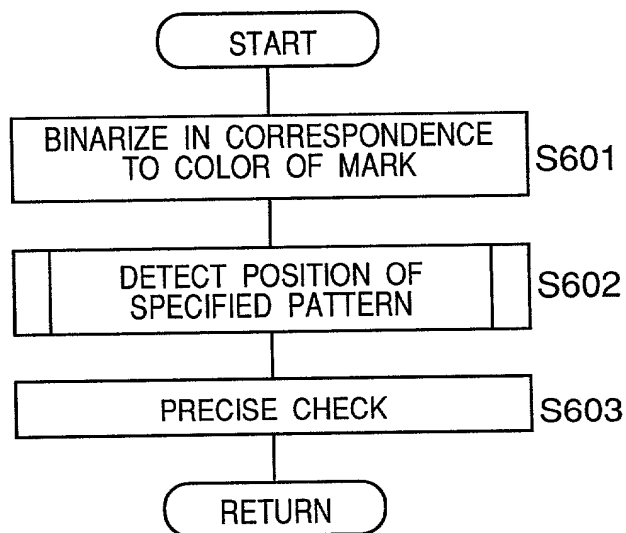 START
BINARIZE IN CORRESPONDENCE
TO COLOR OF MARK
S601
DETECT POSITION OF
SPECIFIED PATTERN
S602
PRECISE CHECK
S603
RETURN